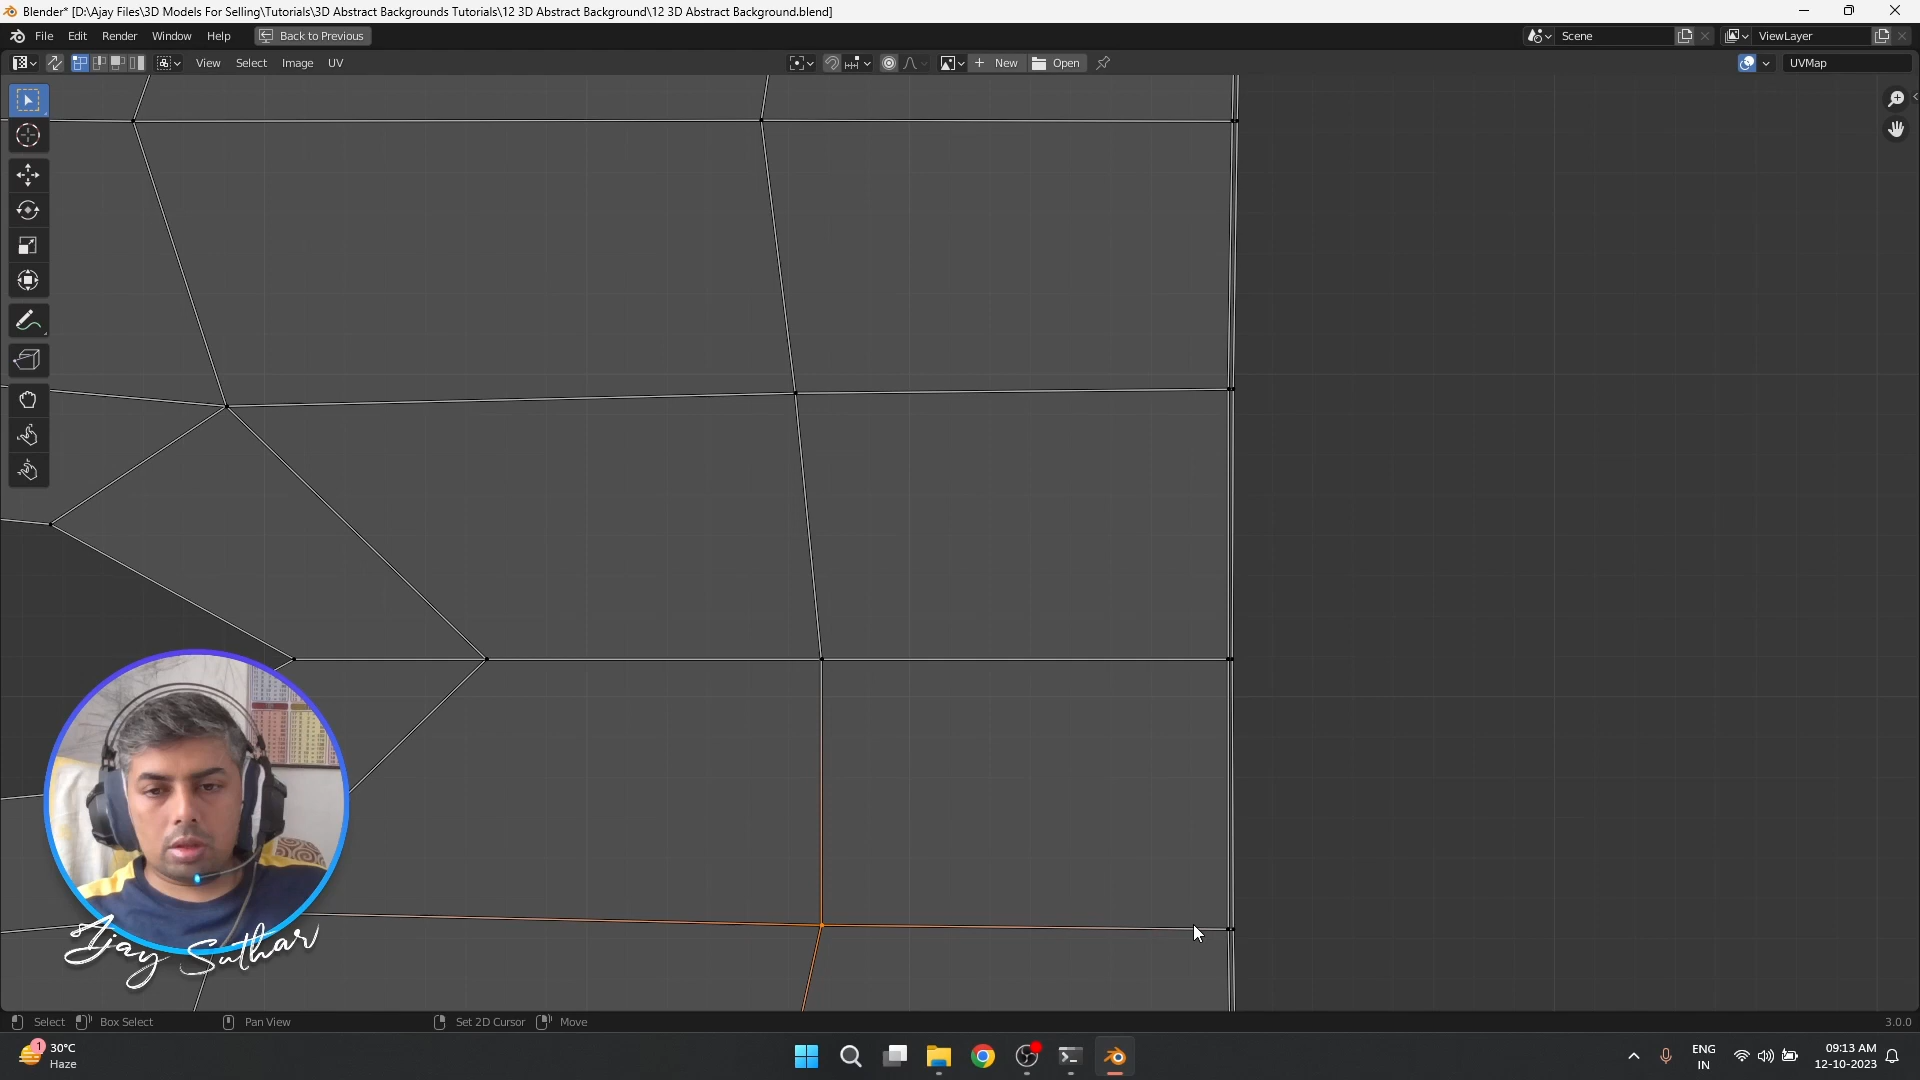 Blender* [D:\Ajay Files\3D Models For Selling\Tutorials\3D Abstract Backgrounds Tutorials\12 3D Abstract Background\12 3D Abstract Background.blend]
File Edit Render Window Help Back to Previous Scene ViewLayer
View Select Image UV New Open UVMap
Ajay Suthar
Select Box Select Pan View Set 2D Cursor Move 3.0.0
1 30°C ENG 09:13 AM
Haze IN 12-10-2023